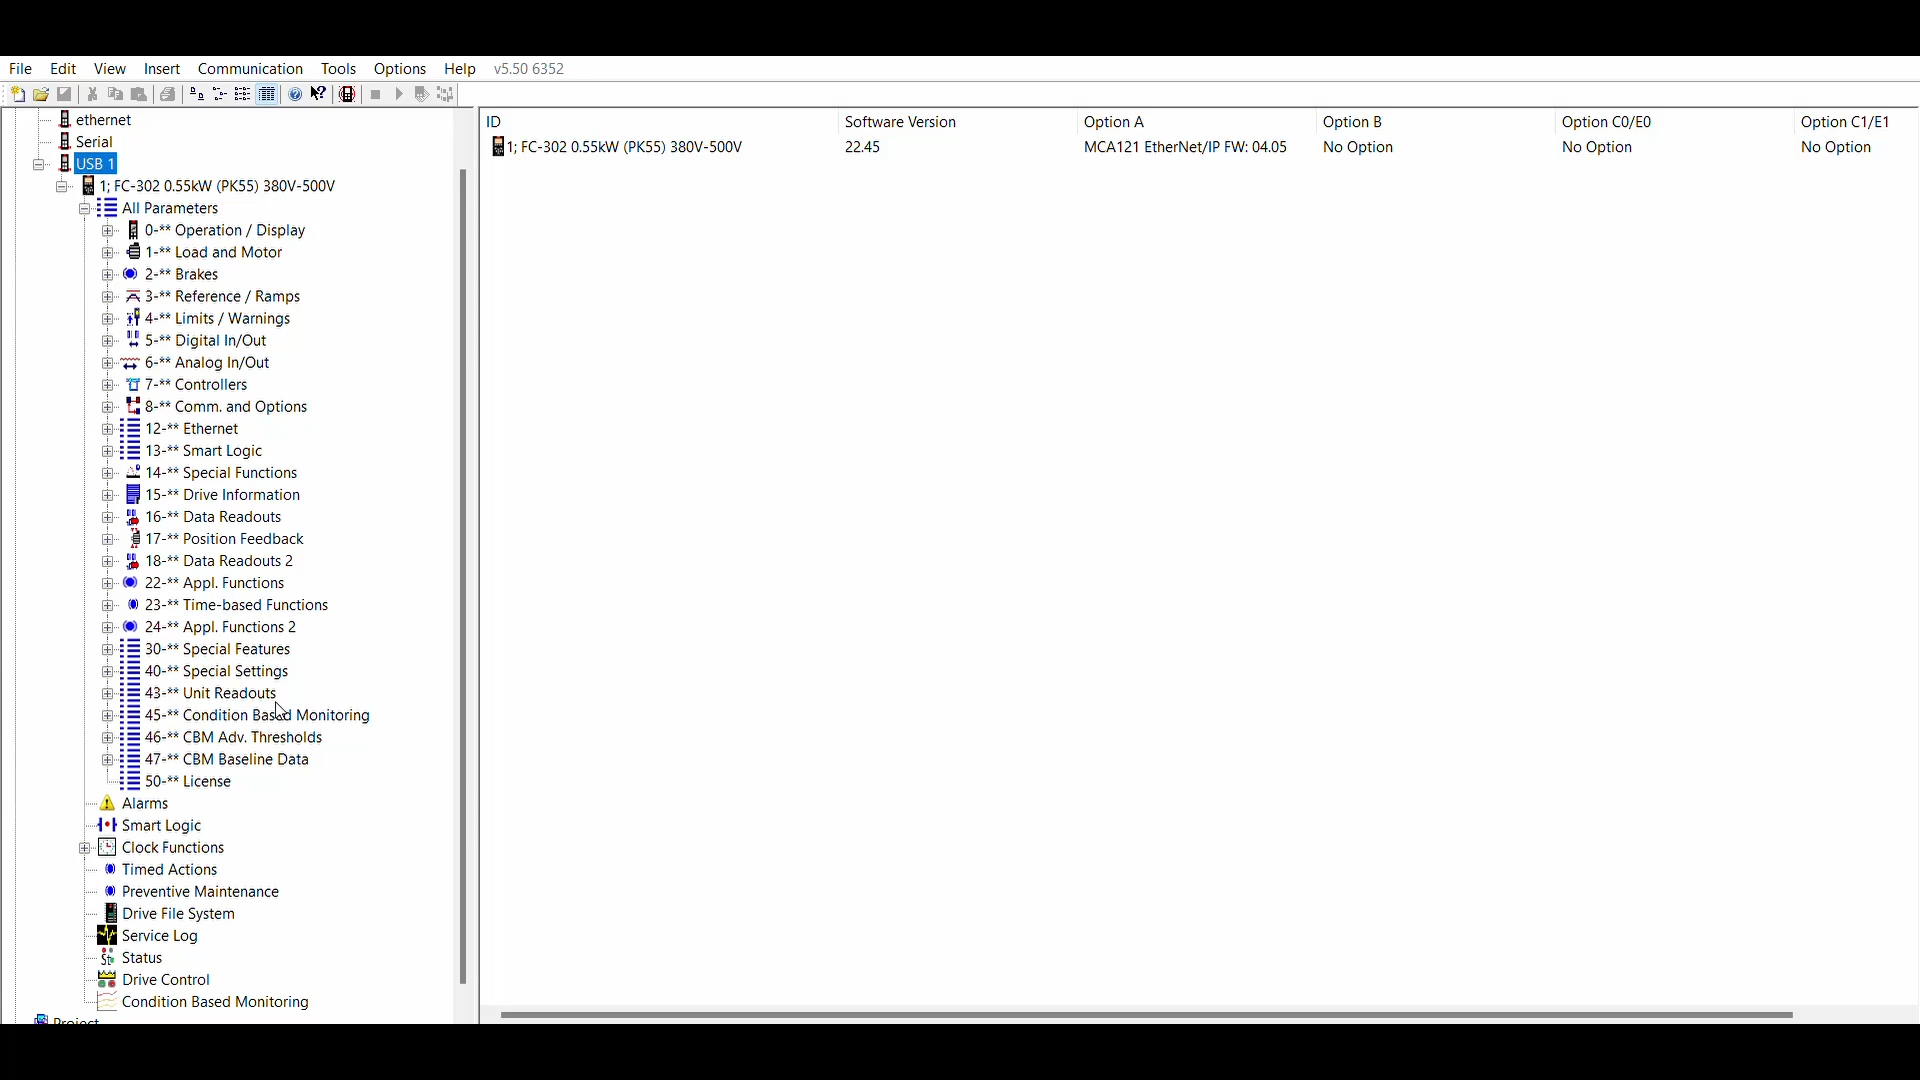 File Edit View Insert Communication Tools Options Help v5.50 6352
ethernet
Serial
USB 1
1; FC-302 0.55kW (PK55) 380V-500V
All Parameters
0-** Operation / Display
1-** Load and Motor
2-** Brakes
3-** Reference / Ramps
4-** Limits / Warnings
5-** Digital In/Out
6-** Analog In/Out
7-** Controllers
8-** Comm. and Options
12-** Ethernet
13-** Smart Logic
14-** Special Functions
15-** Drive Information
16-** Data Readouts
17-** Position Feedback
18-** Data Readouts 2
22-** Appl. Functions
23-** Time-based Functions
24-** Appl. Functions 2
30-** Special Features
40-** Special Settings
43-** Unit Readouts
45-** Condition Based Monitoring
46-** CBM Adv. Thresholds
47-** CBM Baseline Data
50-** License
Alarms
Smart Logic
Clock Functions
Timed Actions
Preventive Maintenance
Drive File System
Service Log
Status
Drive Control
Condition Based Monitoring
Project
ID Software Version Option A Option B Option C0/E0 Option C1/E1
1; FC-302 0.55kW (PK55) 380V-500V 22.45 MCA121 EtherNet/IP FW: 04.05 No Option No Option No Option